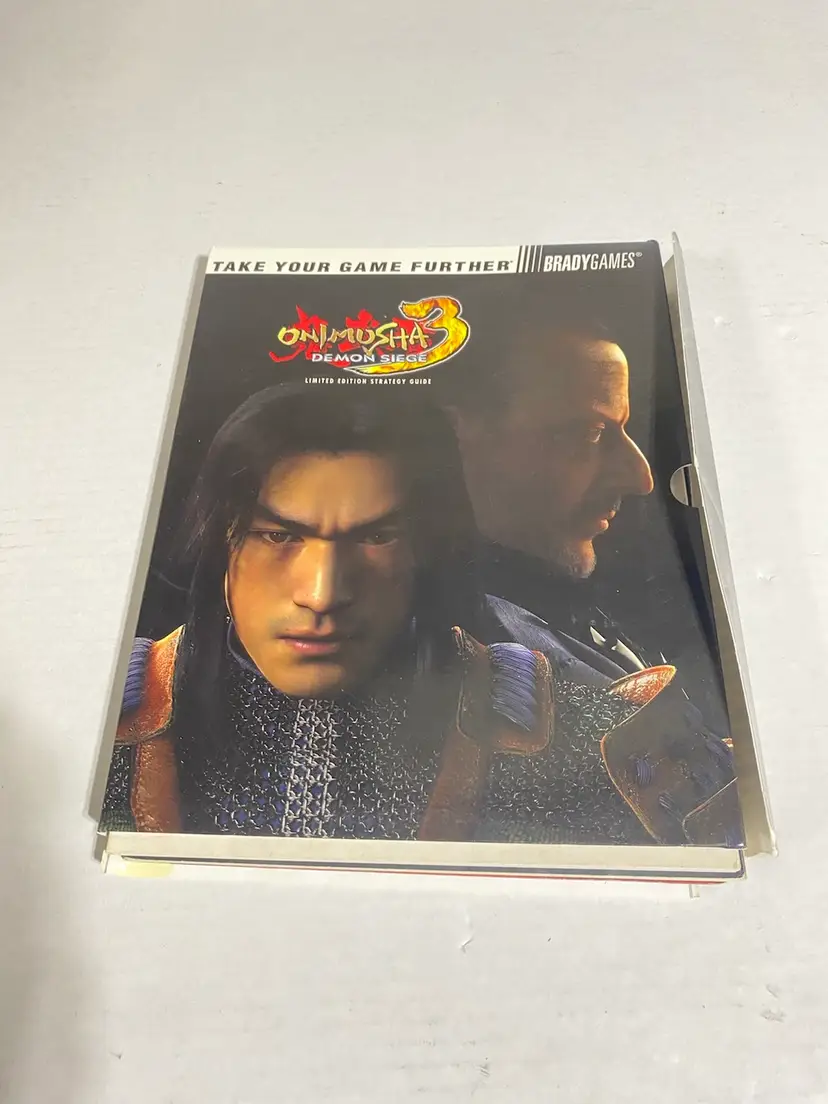 TAKE YOUR GAME FURTHER® BRADYGAMES®
ONIMUSHA 3
DEMON SIEGE
LIMITED EDITION STRATEGY GUIDE